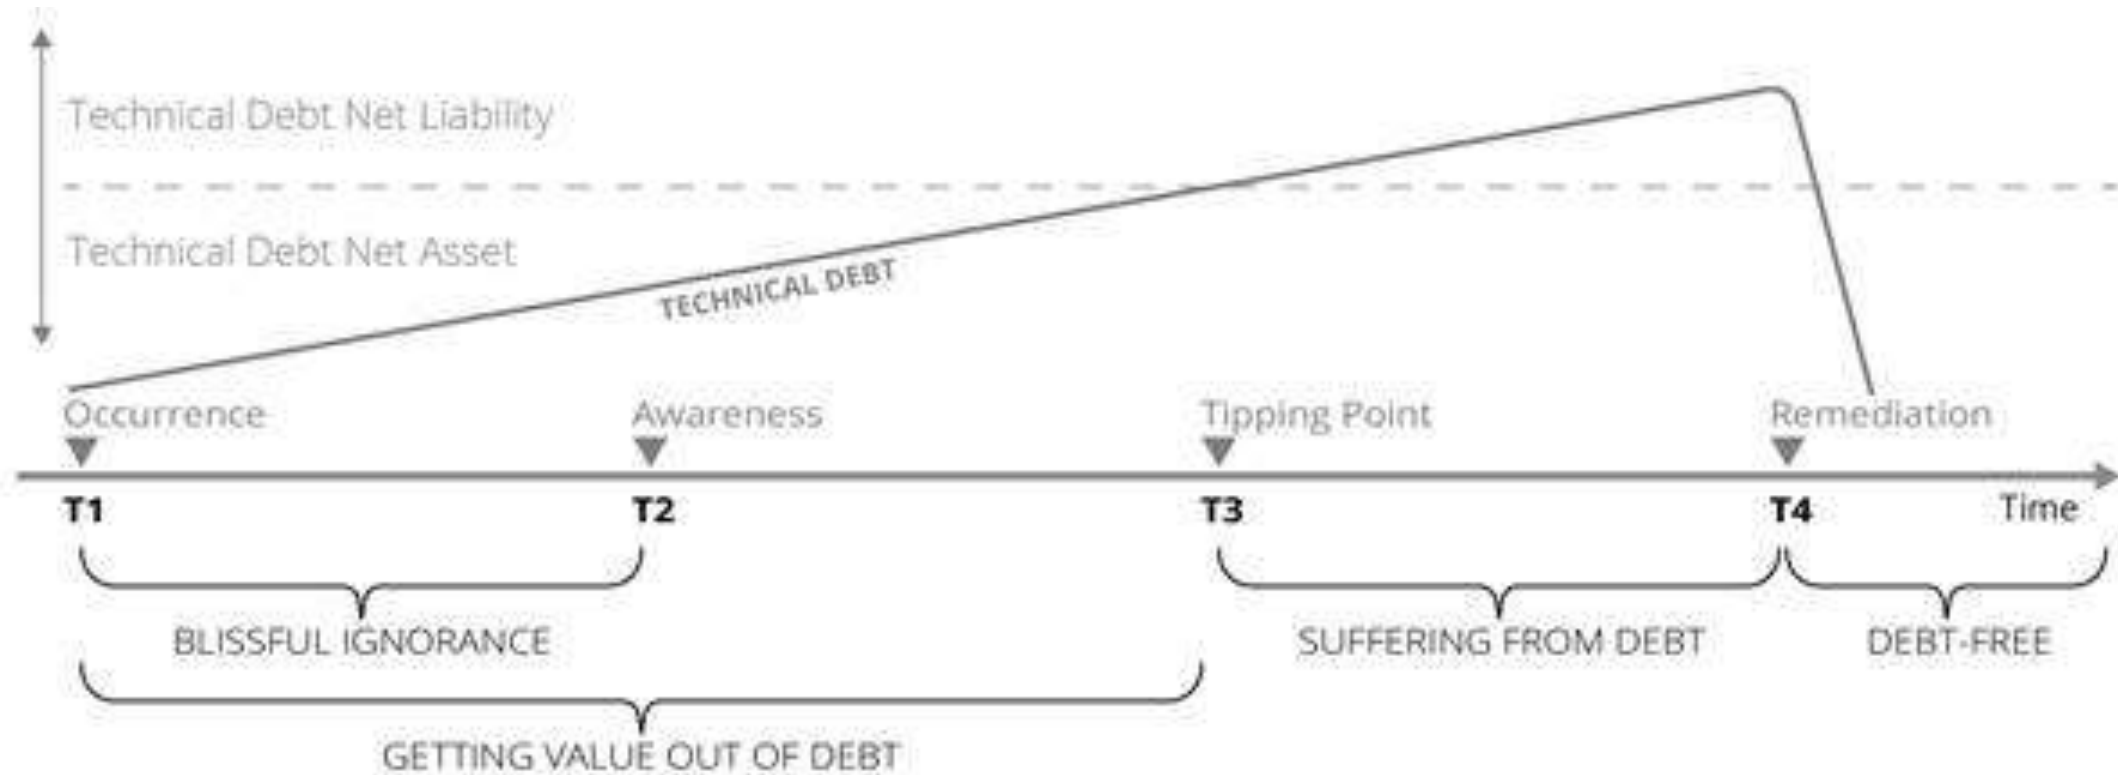 Technical Debt Net Liability
Technical Debt Net Asset
TECHNICAL DEBT
Occurrence Awareness Tipping Point Remediation
T1 T2 T3 T4 Time
BLISSFUL IGNORANCE SUFFERING FROM DEBT DEBT-FREE
GETTING VALUE OUT OF DEBT